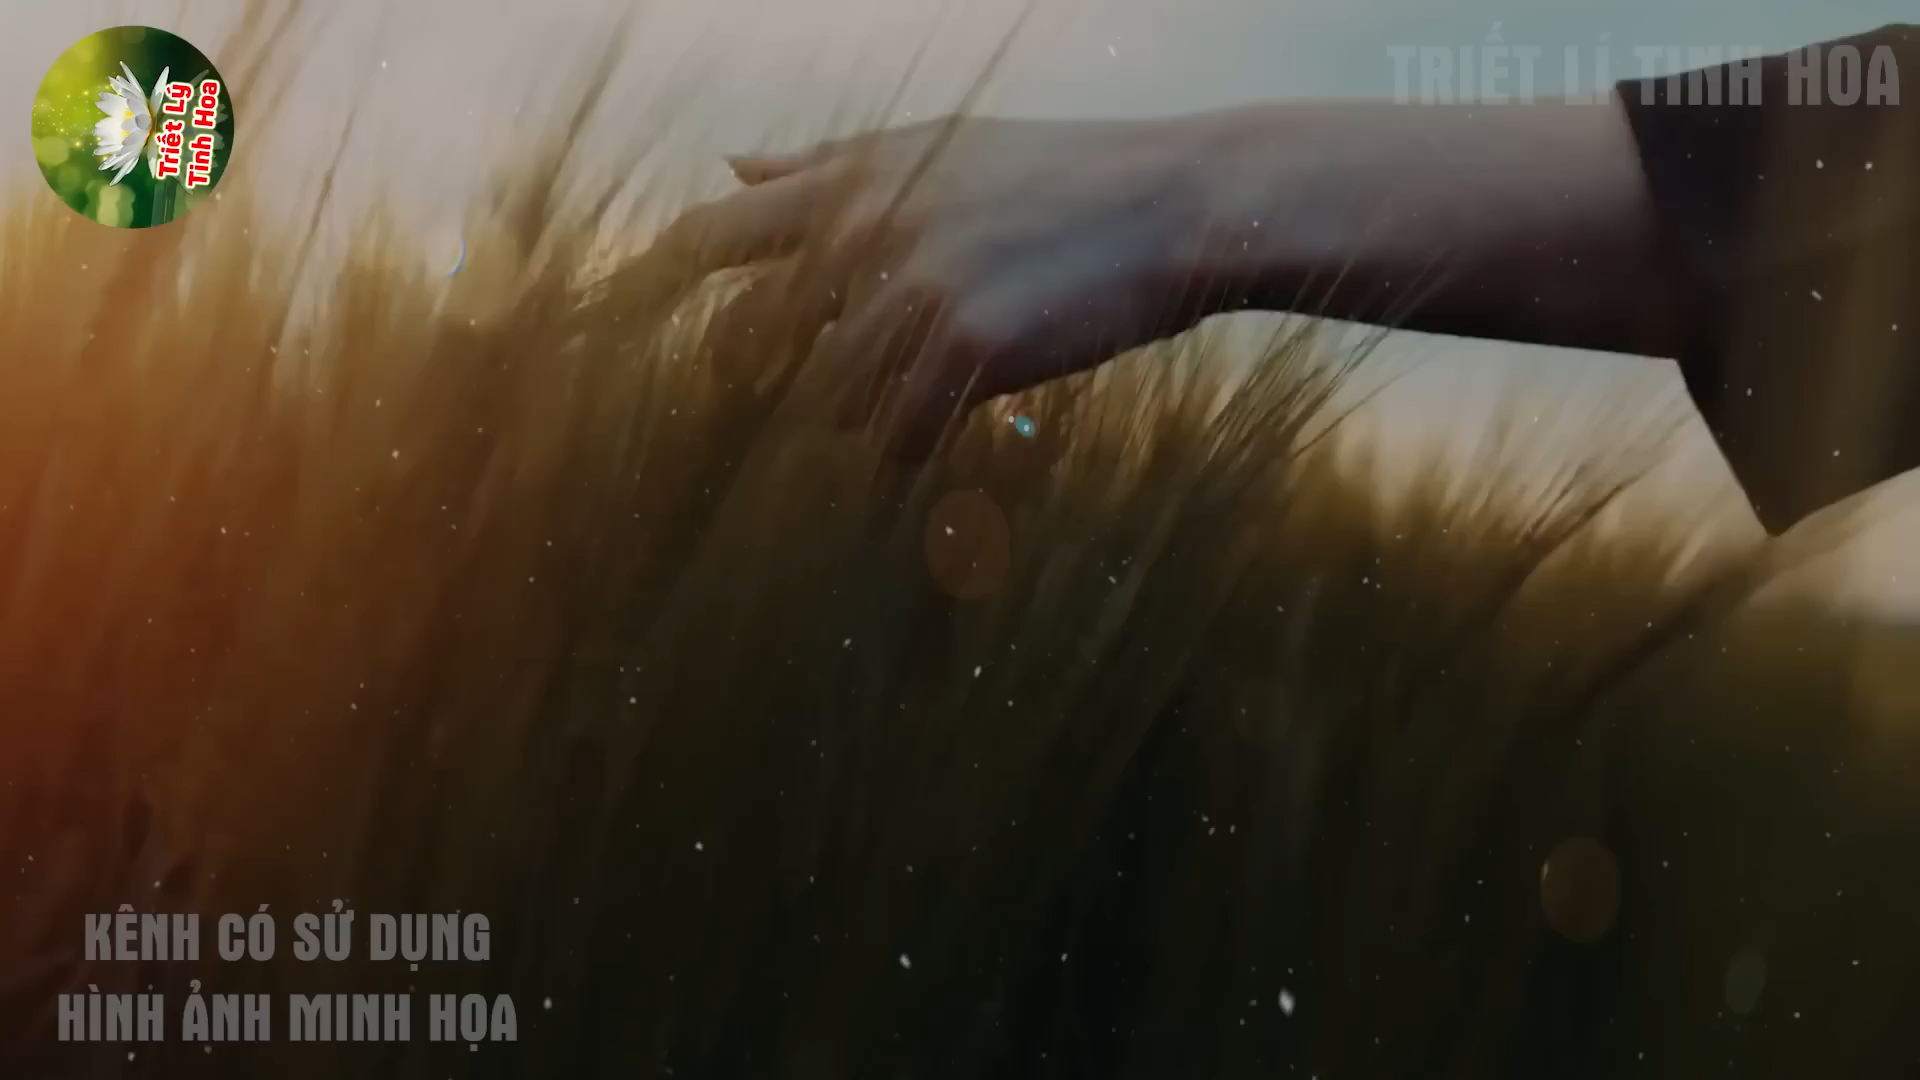 Triết Lý
Tinh Hoa
TRIẾT LÍ TINH HOA
KÊNH CÓ SỬ DỤNG
HÌNH ẢNH MINH HỌA